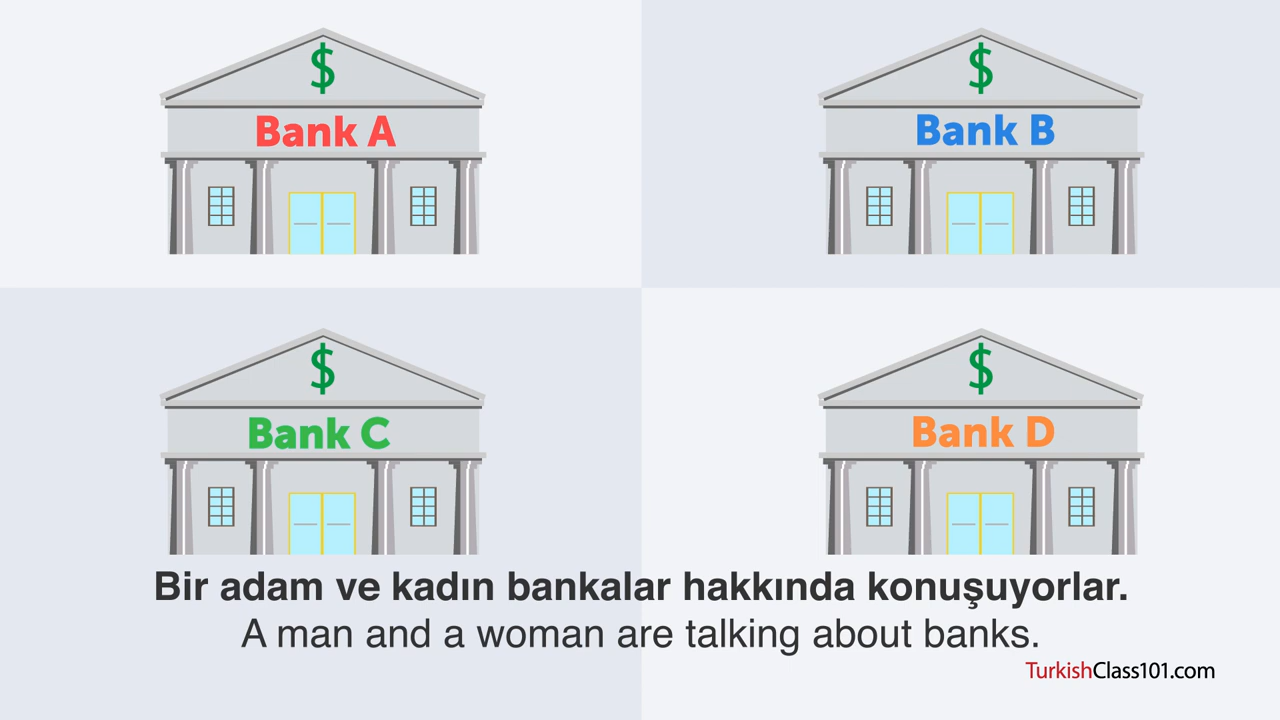 $
Bank A
$
Bank B
$
Bank C
$
Bank D
Bir adam ve kadın bankalar hakkında konuşuyorlar.
A man and a woman are talking about banks.
TurkishClass101.com